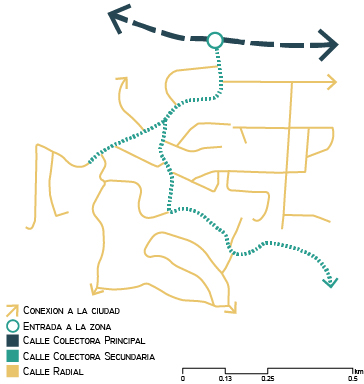 Conexion a la ciudad
Entrada a la zona
Calle Colectora Principal
Calle Colectora Secundaria
Calle Radial
1km
0 0.13 0.25 0.5